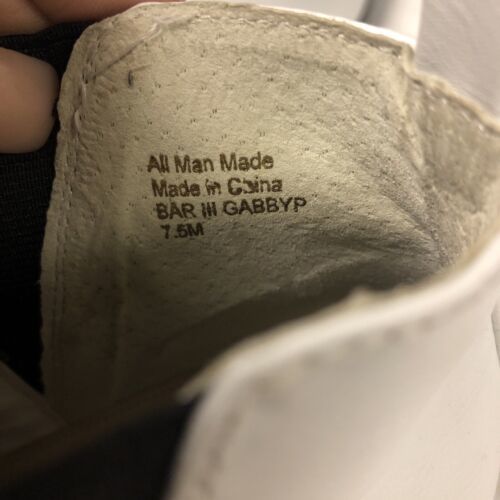 All Man Made
Made in China
BAR III GABBYP
7.5M